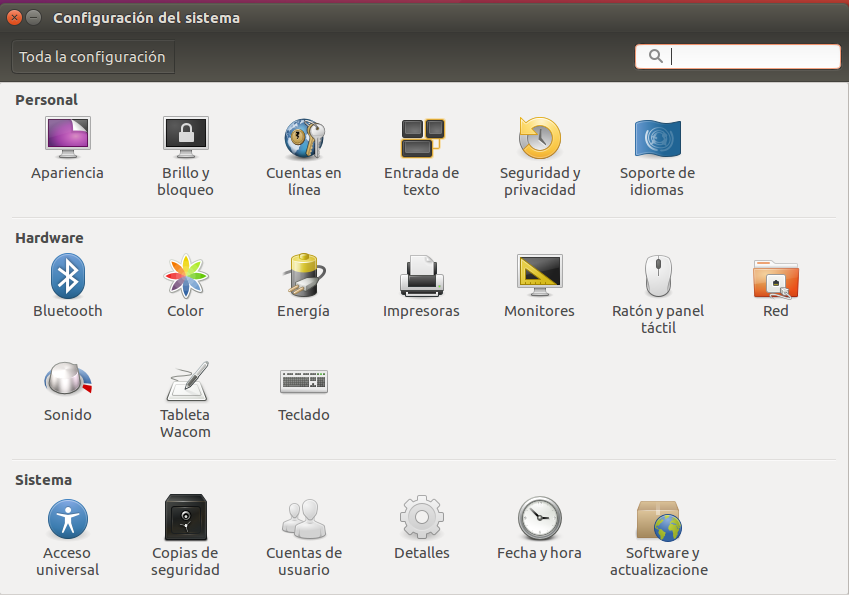 Configuración del sistema
Toda la configuración
Personal
Apariencia
Brillo y
bloqueo
Cuentas en
línea
Entrada de
texto
Seguridad y
privacidad
Soporte de
idiomas
Hardware
Bluetooth
Color
Energía
Impresoras
Monitores
Ratón y panel
táctil
Red
Sonido
Tableta
Wacom
Teclado
Sistema
Acceso
universal
Copias de
seguridad
Cuentas de
usuario
Detalles
Fecha y hora
Software y
actualizacione